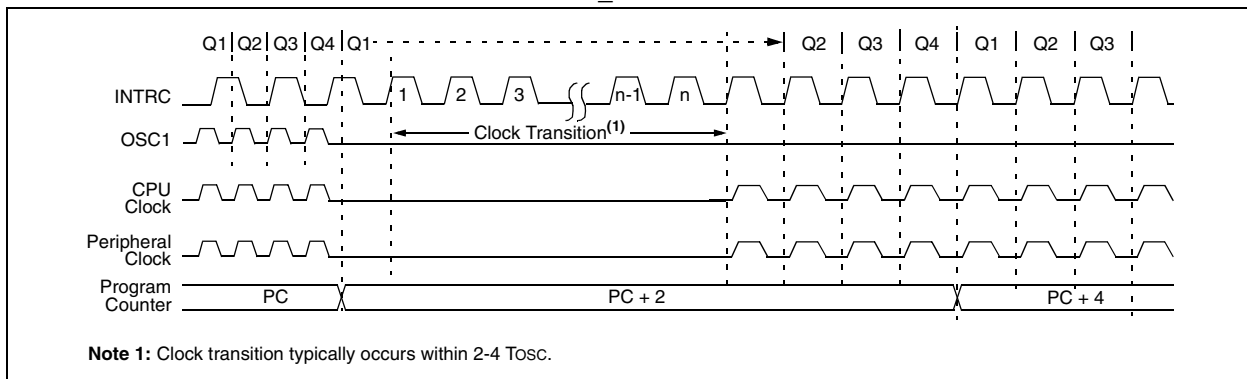 Q1 Q2 Q3 Q4 Q1 Q2 Q3 Q4 Q1 Q2 Q3
INTRC 1 2 3 n-1 n
OSC1 Clock Transition(1)
CPU
Clock
Peripheral
Clock
Program
Counter PC PC + 2 PC + 4
Note 1: Clock transition typically occurs within 2-4 TOSC.